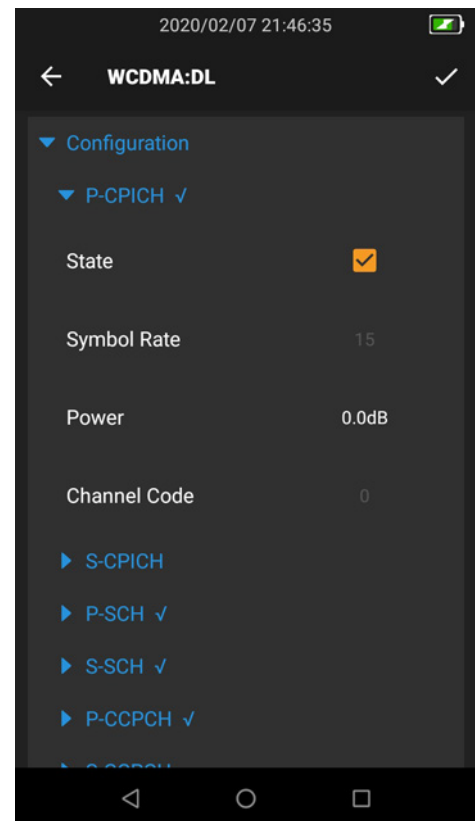 2020/02/07 21:46:35
WCDMA:DL
Configuration
P-CPICH √
State
Symbol Rate 15
Power 0.0dB
Channel Code 0
S-CPICH
P-SCH √
S-SCH √
P-CCPCH √